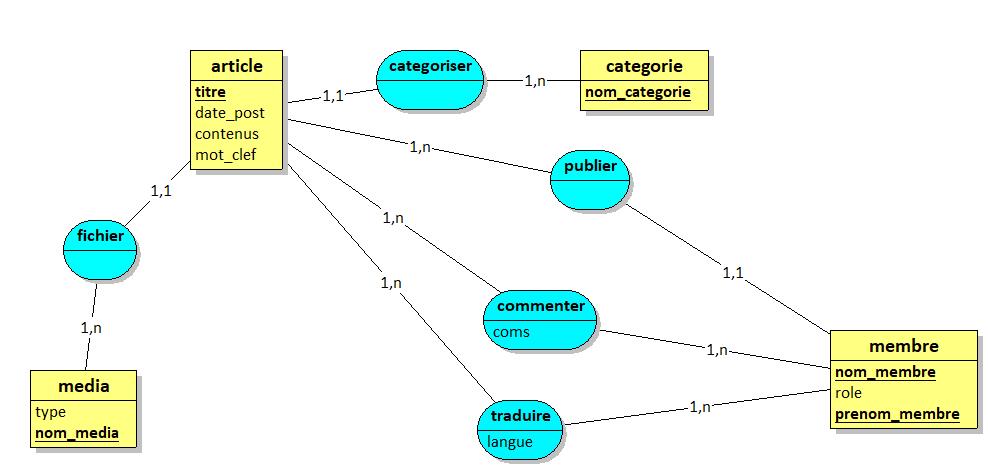 article
titre
date_post
contenus
mot_clef
categoriser
categorie
nom_categorie
1,1
1,n
1,n
publier
1,1
1,n
1,n
1,1
fichier
1,n
media
type
nom_media
commenter
coms
1,n
traduire
langue
1,n
membre
nom_membre
role
prenom_membre